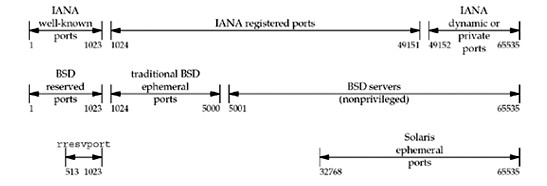 IANA
well-known
ports
IANA registered ports
IANA
dynamic or
private
ports
1 1023 1024 49151 49152 65535
BSD
reserved
ports
traditional BSD
ephemeral
ports
BSD servers
(nonprivileged)
1 1023 1024 5000 5001 65535
rresvport
513 1023
Solaris
ephemeral
ports
32768 65535